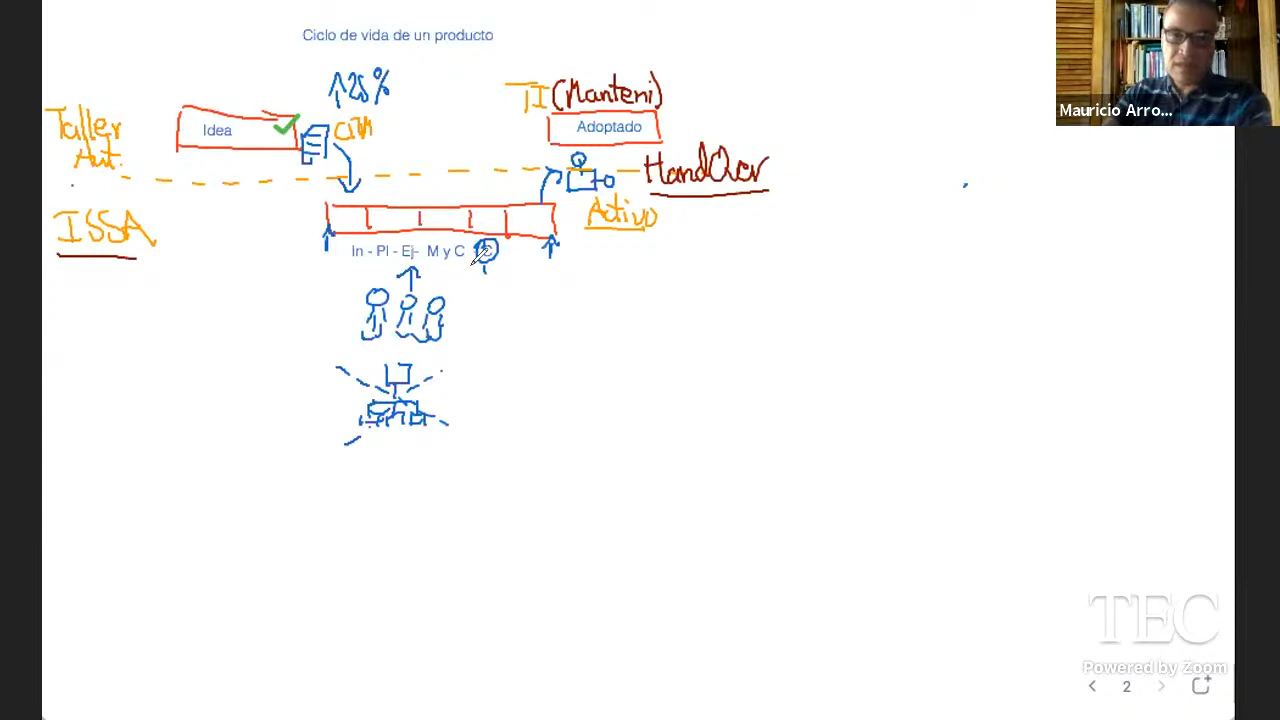 Ciclo de vida de un producto
↑25%
TI (Manteni)
Taller
Aut.
Idea
Adoptado
HandOver
ISSA
Activo
In - Pl - Ej- M y C - C
Mauricio Arro...
TEC
Powered by Zoom
2